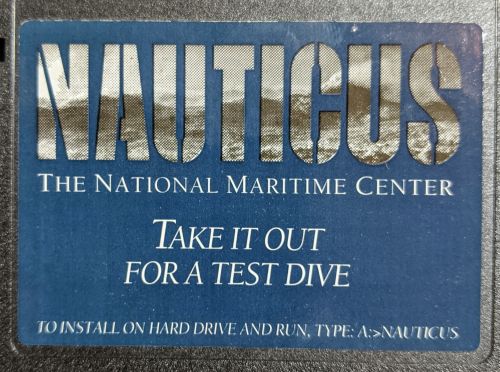 NAUTICUS
THE NATIONAL MARITIME CENTER
TAKE IT OUT
FOR A TEST DIVE
TO INSTALL ON HARD DRIVE AND RUN, TYPE: A:>NAUTICUS